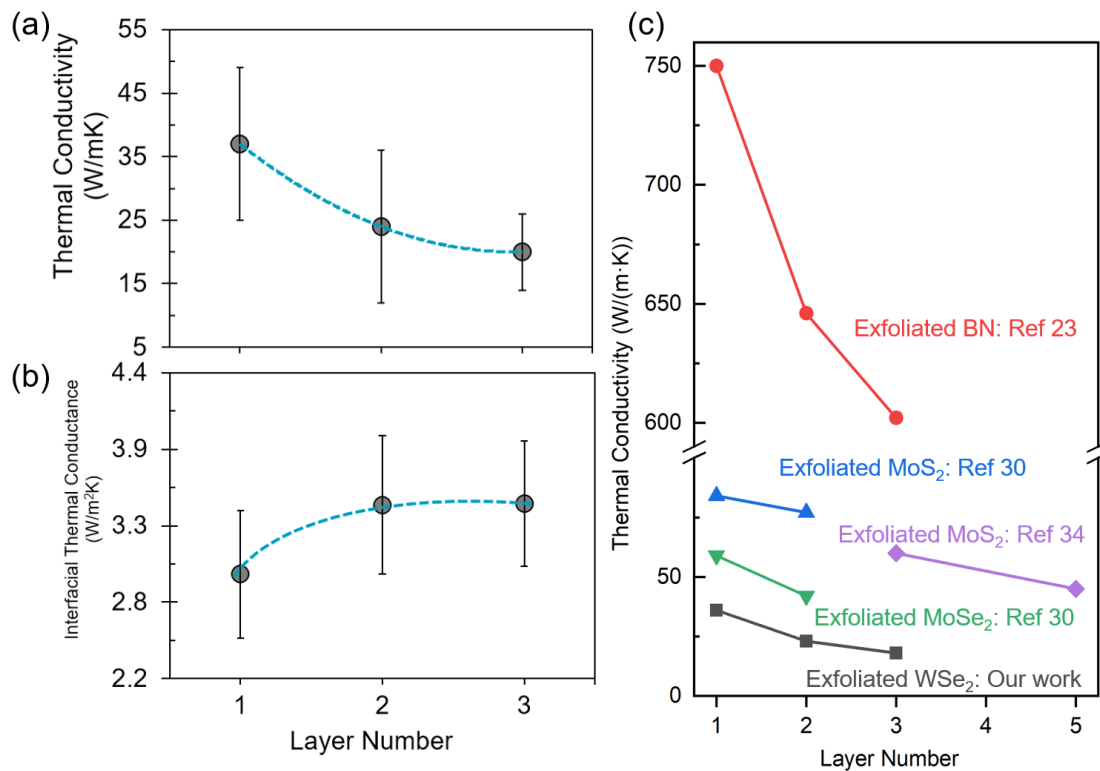 (a)
Thermal Conductivity
(W/mK)
55
45
35
25
15
5
1
2
3
(b)
Interfacial Thermal Conductance
(W/m²K)
4.4
3.9
3.3
2.8
2.2
1
2
3
Layer Number
(c)
Thermal Conductivity (W/(m·K))
750
700
650
600
50
0
Exfoliated BN: Ref 23
Exfoliated MoS₂: Ref 30
Exfoliated MoS₂: Ref 34
Exfoliated MoSe₂: Ref 30
Exfoliated WSe₂: Our work
1
2
3
4
5
Layer Number